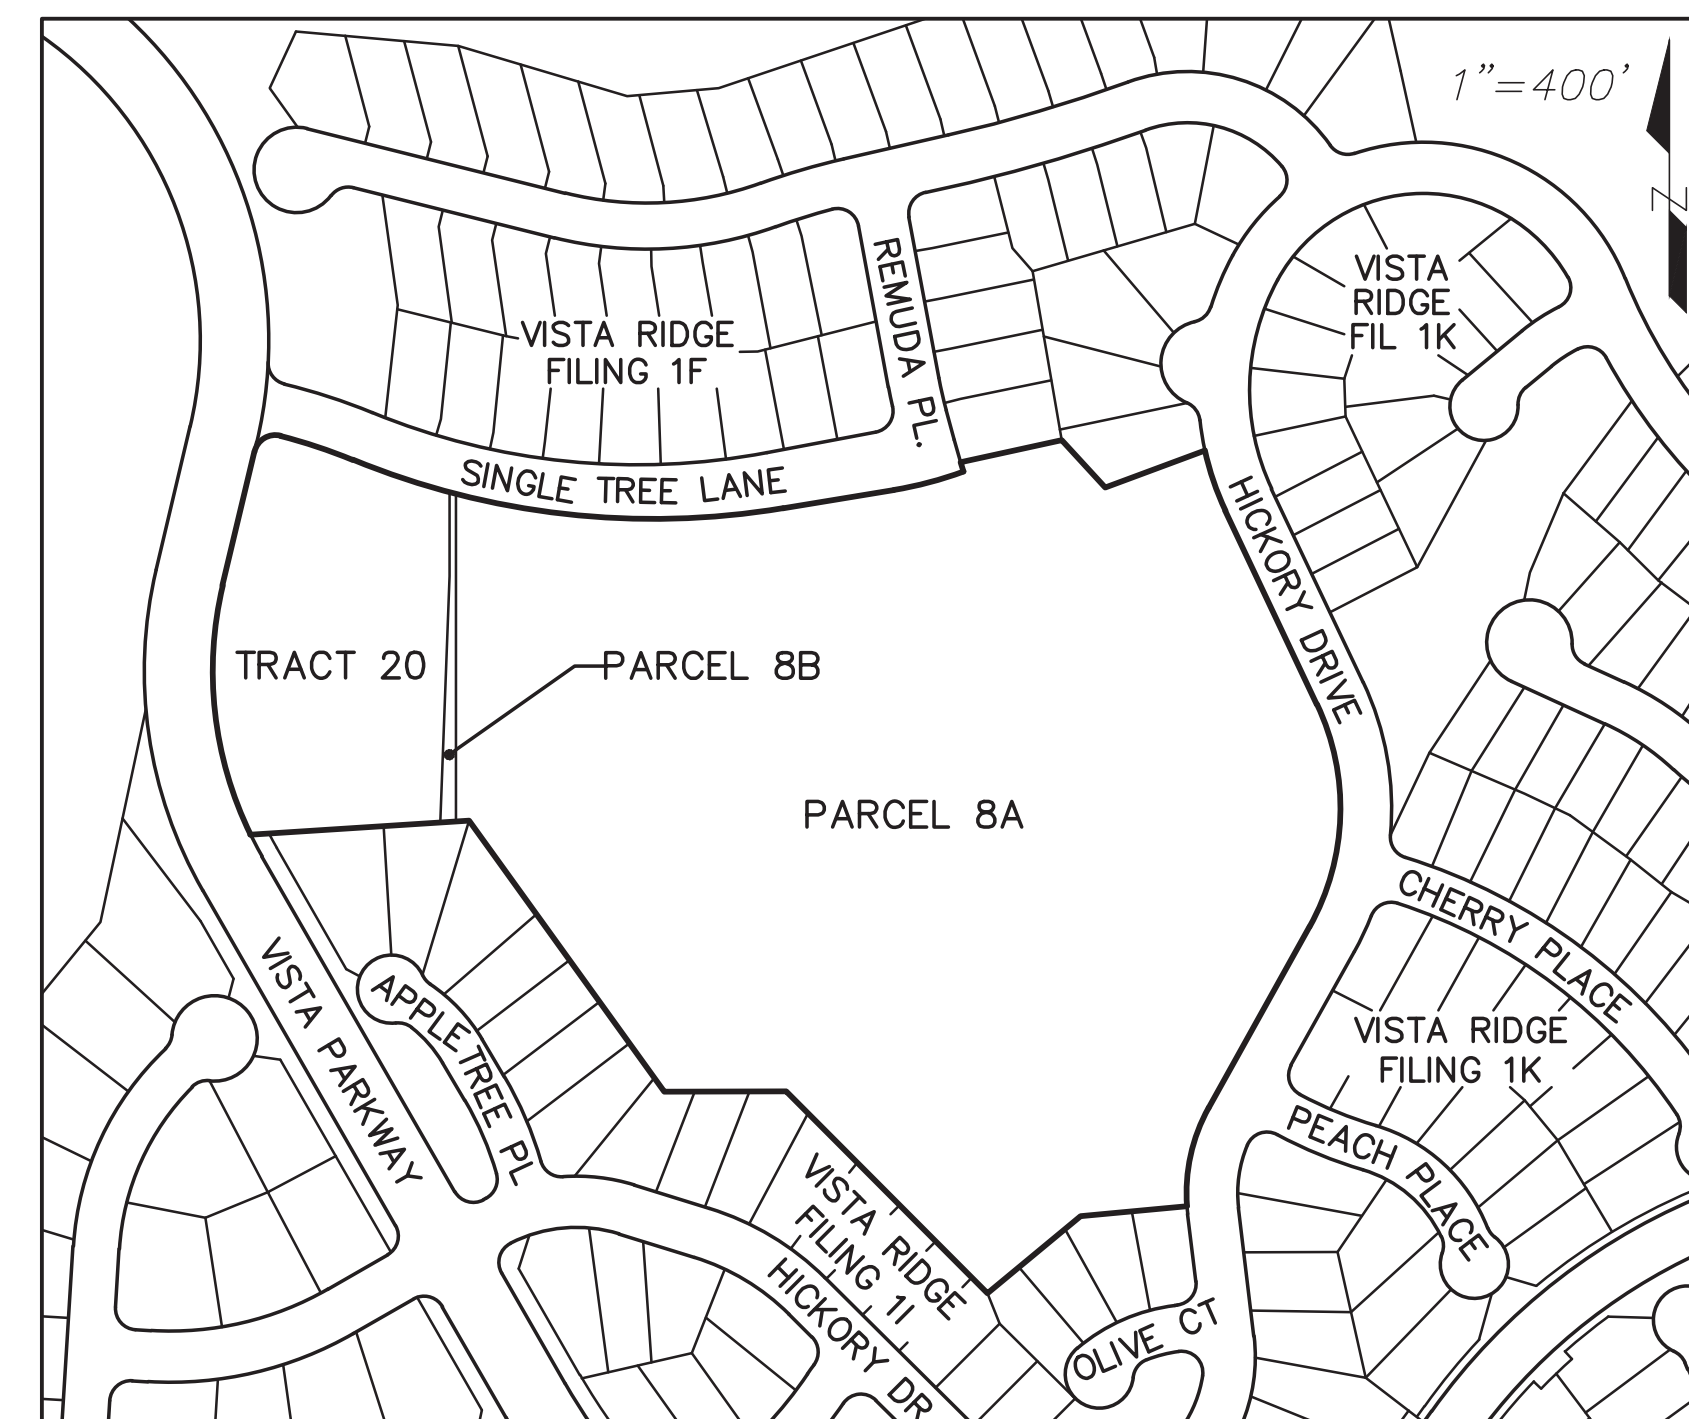 1"=400'
N
REMUDA PL.
VISTA
RIDGE
FIL 1K
VISTA RIDGE
FILING 1F
SINGLE TREE LANE
HICKORY DRIVE
TRACT 20
PARCEL 8B
PARCEL 8A
CHERRY PLACE
VISTA PARKWAY
APPLETREE PL
VISTA RIDGE
FILING 1K
PEACH PLACE
VISTA RIDGE
FILING 1I
HICKORY DR
OLIVE CT